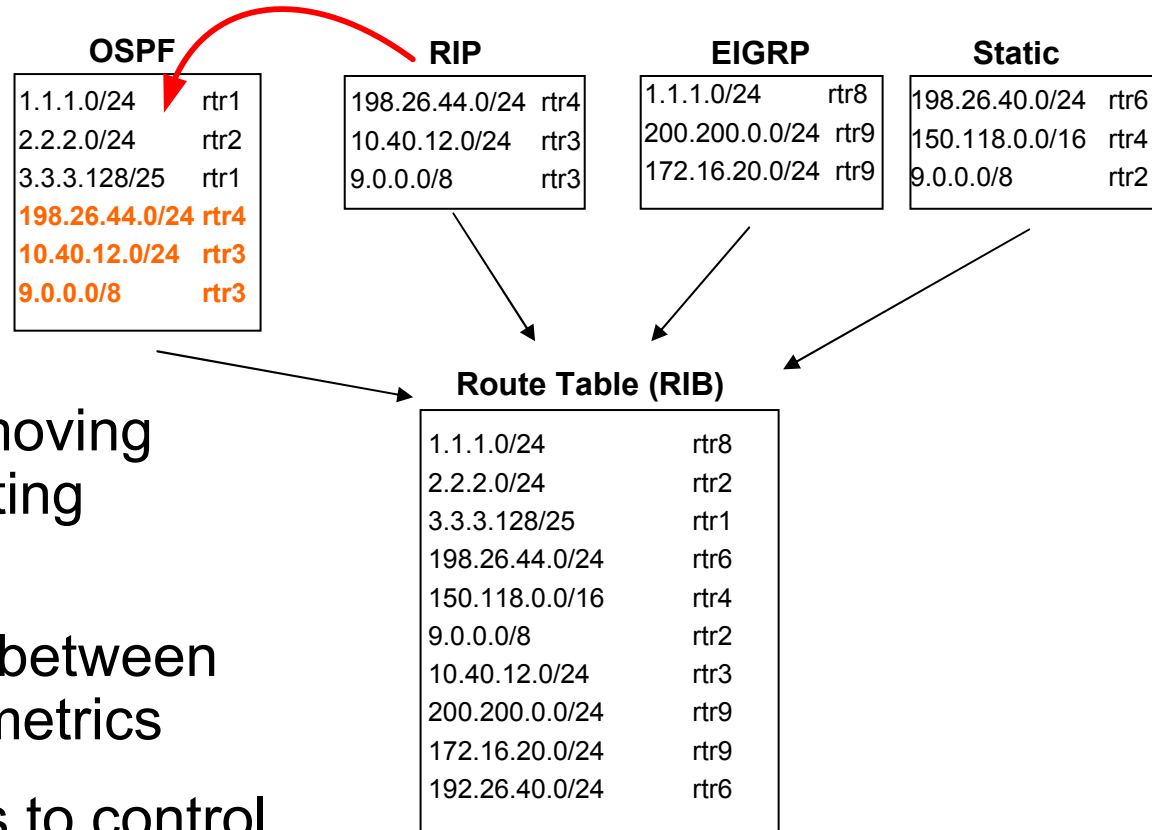 OSPF
1.1.1.0/24 rtr1
2.2.2.0/24 rtr2
3.3.3.128/25 rtr1
198.26.44.0/24 rtr4
10.40.12.0/24 rtr3
9.0.0.0/8 rtr3
RIP
198.26.44.0/24 rtr4
10.40.12.0/24 rtr3
9.0.0.0/8 rtr3
EIGRP
1.1.1.0/24 rtr8
200.200.0.0/24 rtr9
172.16.20.0/24 rtr9
Static
198.26.40.0/24 rtr6
150.118.0.0/16 rtr4
9.0.0.0/8 rtr2
Route Table (RIB)
1.1.1.0/24 rtr8
2.2.2.0/24 rtr2
3.3.3.128/25 rtr1
198.26.44.0/24 rtr6
150.118.0.0/16 rtr4
9.0.0.0/8 rtr2
10.40.12.0/24 rtr3
200.200.0.0/24 rtr9
172.16.20.0/24 rtr9
192.26.40.0/24 rtr6
between
metrics
to control